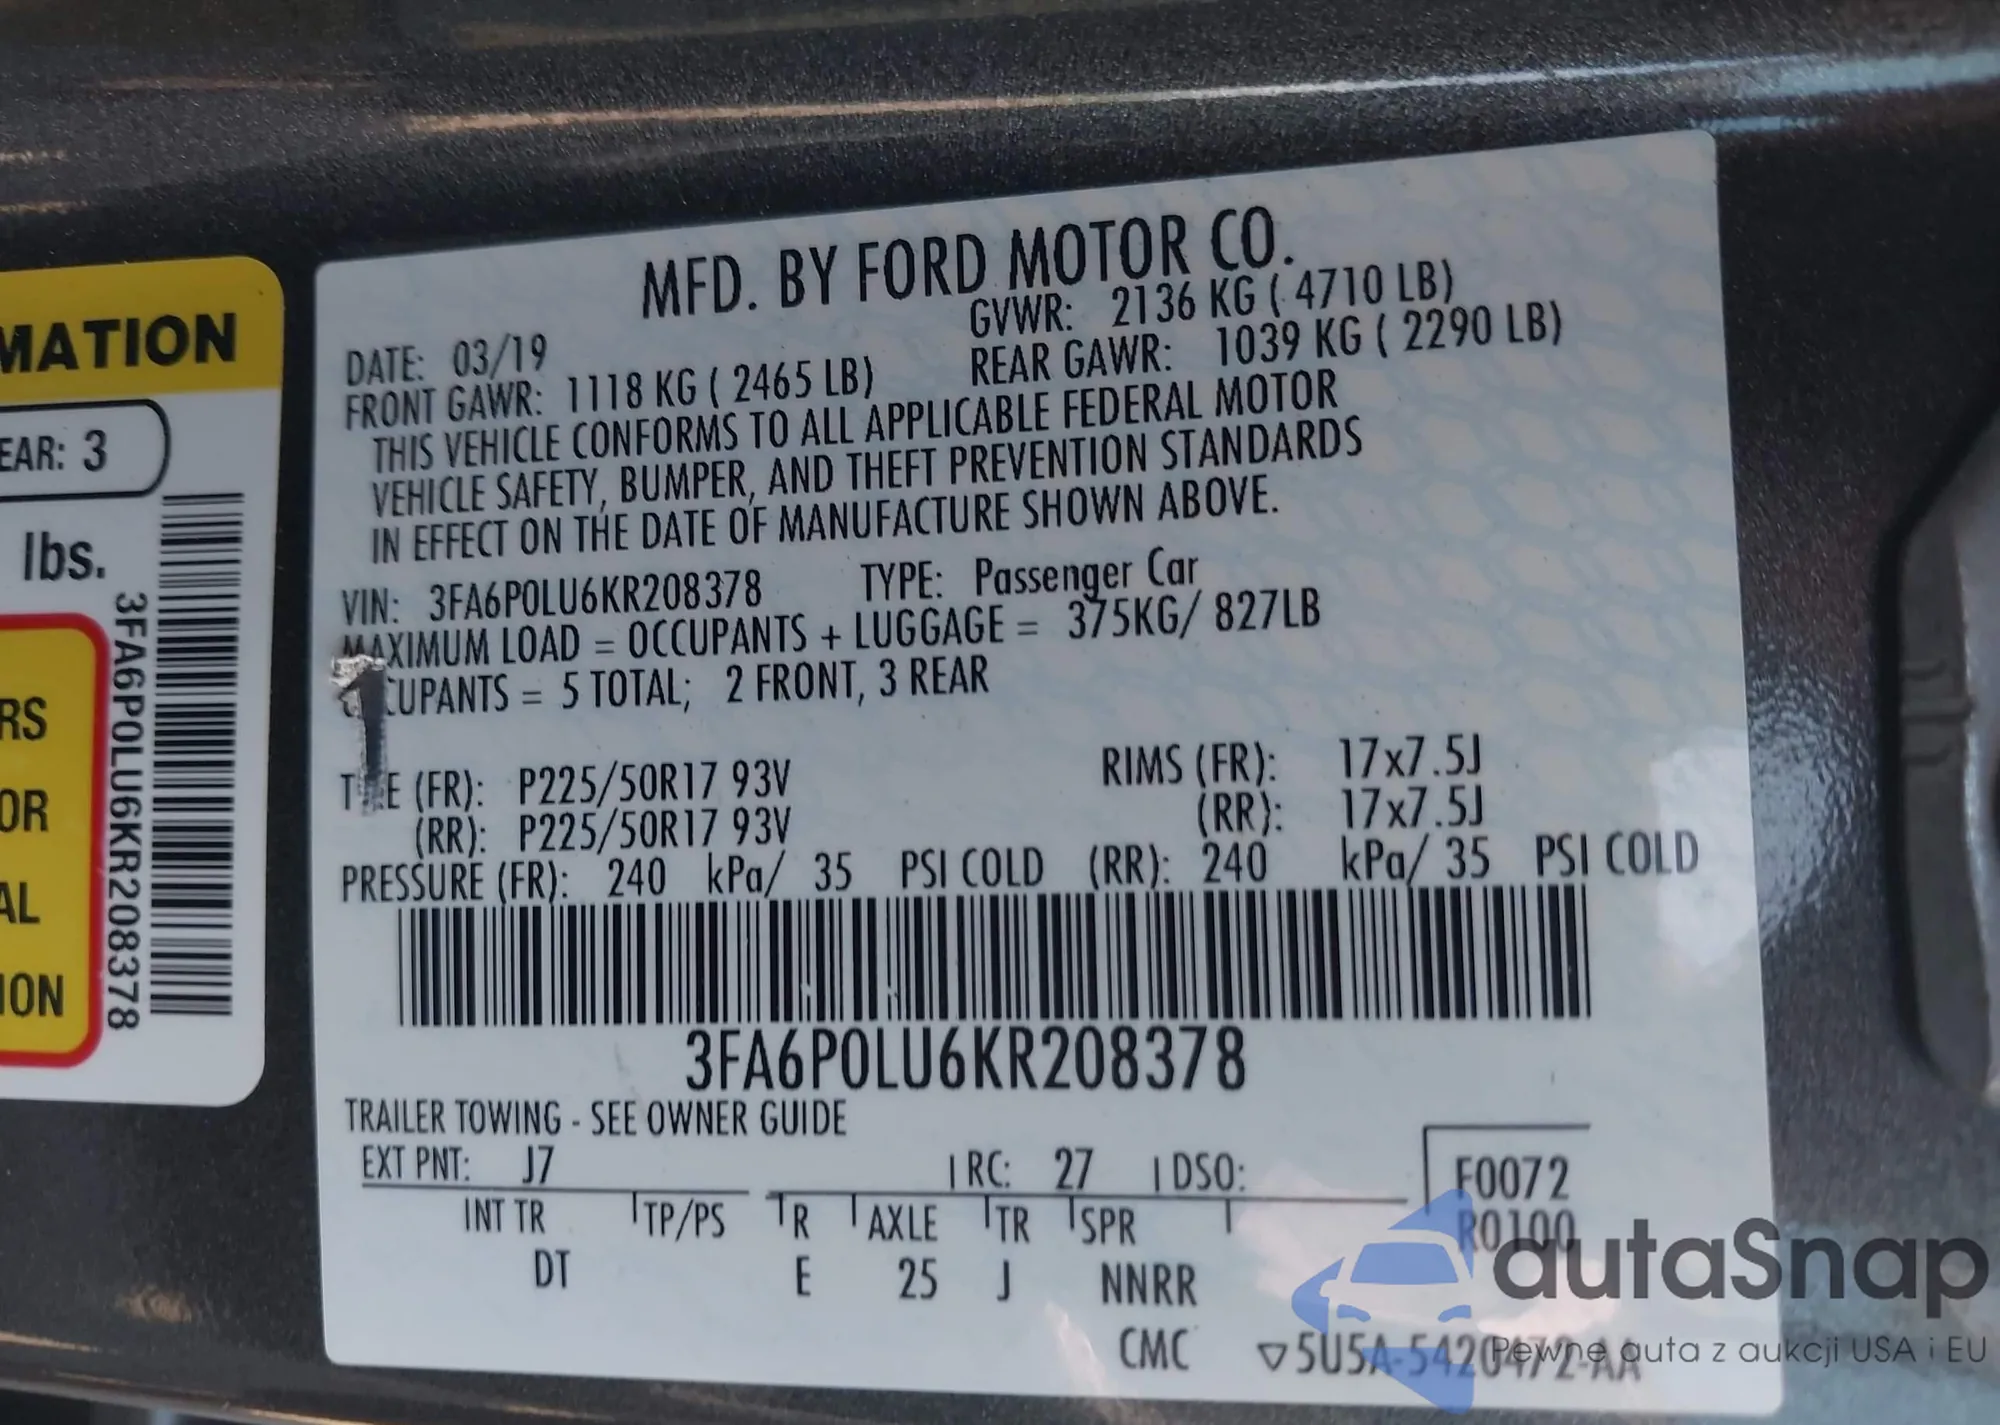 MATION
EAR: 3
lbs.
RS
OR
AL
ION
3FA6P0LU6KR208378
MFD. BY FORD MOTOR CO.
DATE: 03/19 GVWR: 2136 KG ( 4710 LB)
FRONT GAWR: 1118 KG ( 2465 LB) REAR GAWR: 1039 KG ( 2290 LB)
THIS VEHICLE CONFORMS TO ALL APPLICABLE FEDERAL MOTOR
VEHICLE SAFETY, BUMPER, AND THEFT PREVENTION STANDARDS
IN EFFECT ON THE DATE OF MANUFACTURE SHOWN ABOVE.
VIN: 3FA6P0LU6KR208378 TYPE: Passenger Car
MAXIMUM LOAD = OCCUPANTS + LUGGAGE = 375KG/ 827LB
CUPANTS = 5 TOTAL; 2 FRONT, 3 REAR
T E (FR): P225/50R17 93V RIMS (FR): 17x7.5J
(RR): P225/50R17 93V (RR): 17x7.5J
PRESSURE (FR): 240 kPa/ 35 PSI COLD (RR): 240 kPa/ 35 PSI COLD
3FA6P0LU6KR208378
TRAILER TOWING - SEE OWNER GUIDE
EXT PNT: J7 RC: 27 DSO: F0072
INT TR TP/PS R AXLE TR SPR R0100
DT E 25 J NNRR
CMC ▽5U5A-5420472-AA
autaSnap
Pewne auta z aukcji USA i EU